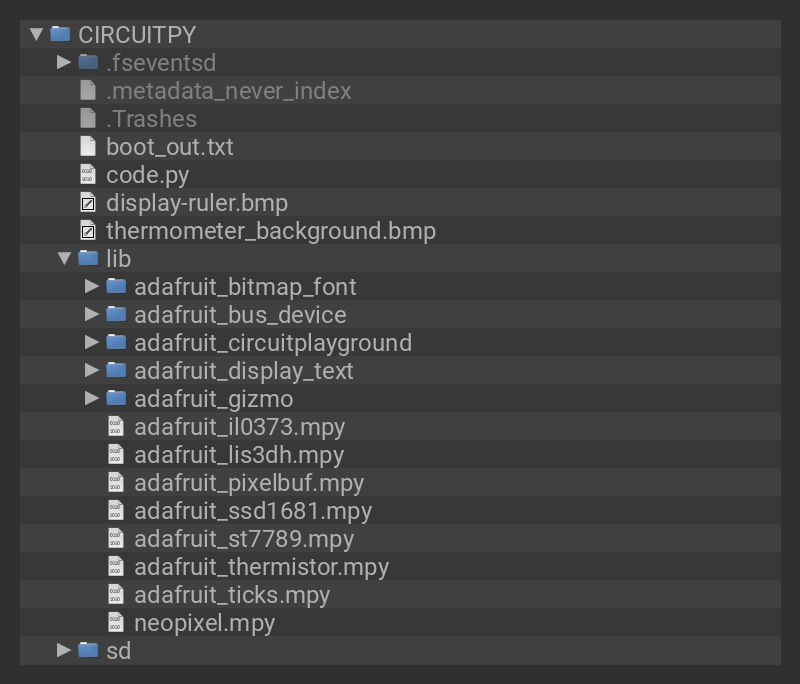 CIRCUITPY
.fseventsd
.metadata_never_index
.Trashes
boot_out.txt
code.py
display-ruler.bmp
thermometer_background.bmp
lib
adafruit_bitmap_font
adafruit_bus_device
adafruit_circuitplayground
adafruit_display_text
adafruit_gizmo
adafruit_il0373.mpy
adafruit_lis3dh.mpy
adafruit_pixelbuf.mpy
adafruit_ssd1681.mpy
adafruit_st7789.mpy
adafruit_thermistor.mpy
adafruit_ticks.mpy
neopixel.mpy
sd